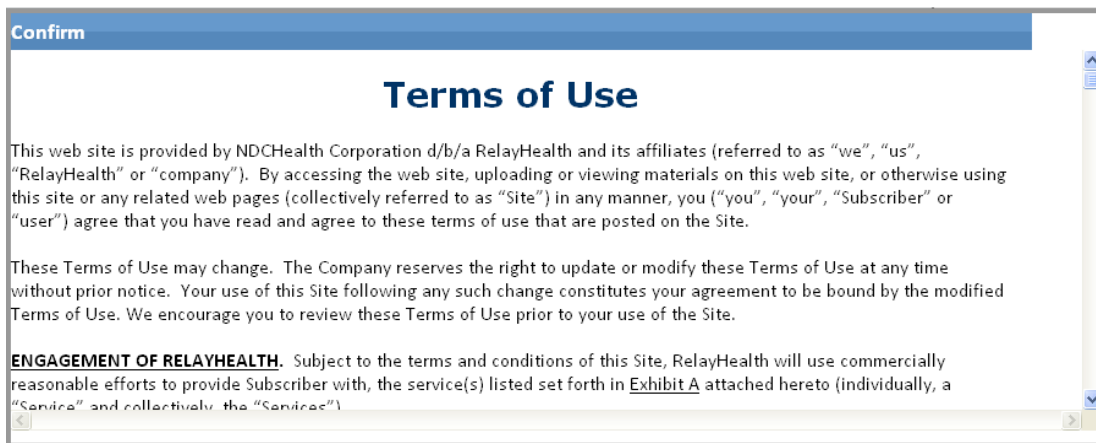 Confirm
Terms of Use
This web site is provided by NDCHealth Corporation d/b/a RelayHealth and its affiliates (referred to as “we”, “us”,
“RelayHealth” or “company”).  By accessing the web site, uploading or viewing materials on this web site, or otherwise using
this site or any related web pages (collectively referred to as “Site”) in any manner, you (“you”, “your”, “Subscriber” or
“user”) agree that you have read and agree to these terms of use that are posted on the Site.
These Terms of Use may change.  The Company reserves the right to update or modify these Terms of Use at any time
without prior notice.  Your use of this Site following any such change constitutes your agreement to be bound by the modified
Terms of Use. We encourage you to review these Terms of Use prior to your use of the Site.
ENGAGEMENT OF RELAYHEALTH.  Subject to the terms and conditions of this Site, RelayHealth will use commercially
reasonable efforts to provide Subscriber with, the service(s) listed set forth in Exhibit A attached hereto (individually, a
“Service” and collectively, the “Services”)